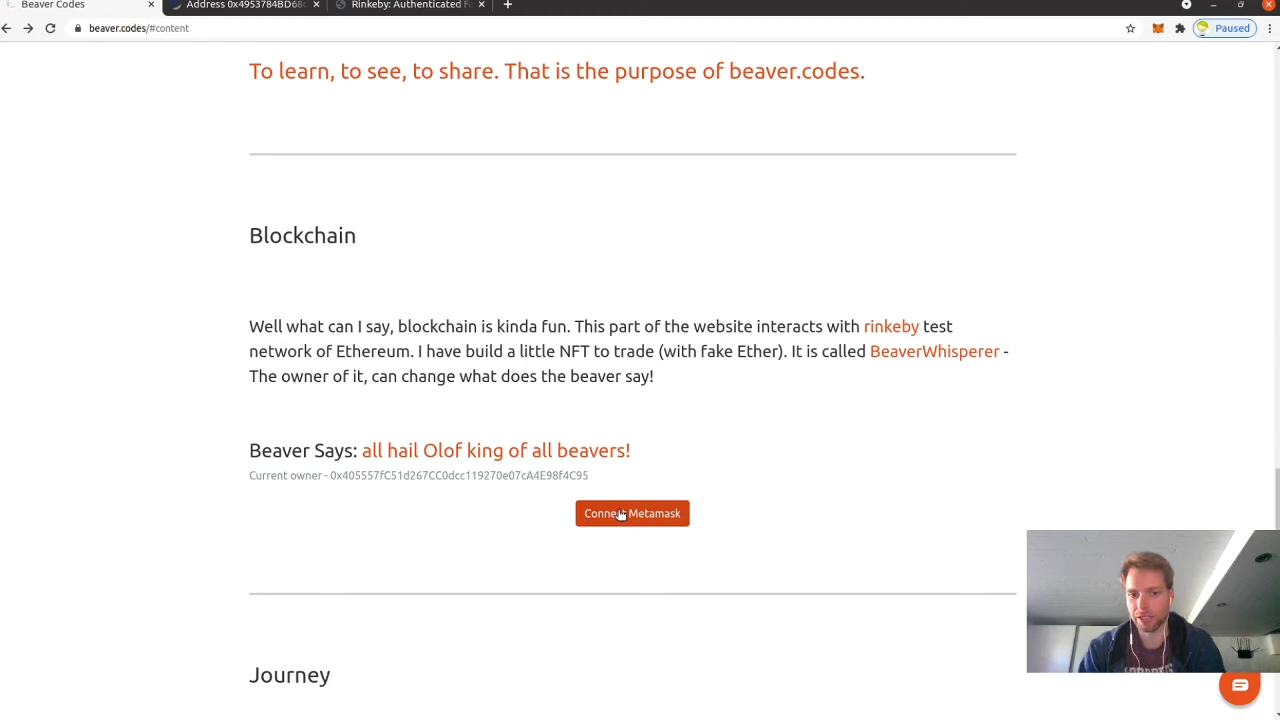 Beaver Codes
Address 0x4953784BD68
Rinkeby: Authenticated F
beaver.codes/#content
Paused
To learn, to see, to share. That is the purpose of beaver.codes.
Blockchain
Well what can I say, blockchain is kinda fun. This part of the website interacts with rinkeby test
network of Ethereum. I have build a little NFT to trade (with fake Ether). It is called BeaverWhisperer -
The owner of it, can change what does the beaver say!
Beaver Says: all hail Olof king of all beavers!
Current owner - 0x405557fC51d267CC0dcc119270e07cA4E98f4C95
Connect Metamask
Journey